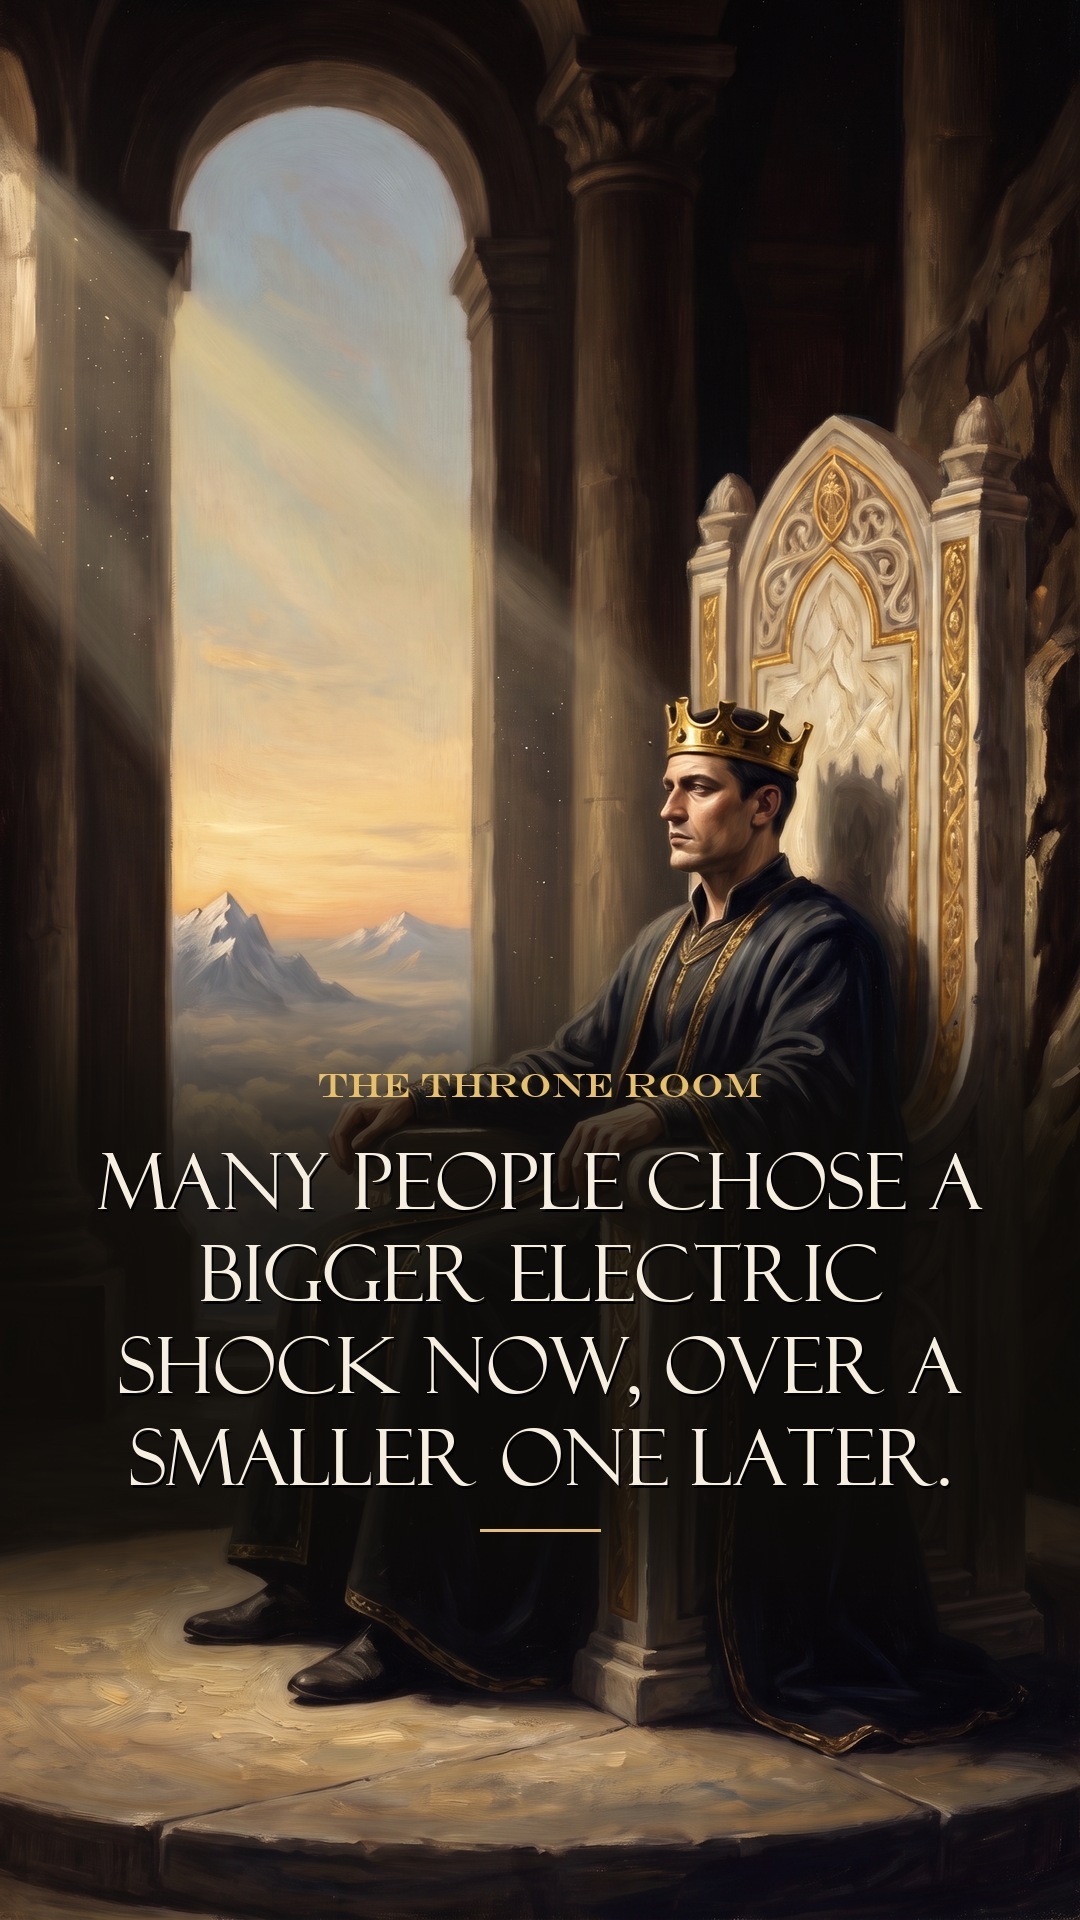 THE THRONE ROOM
MANY PEOPLE CHOSE A
BIGGER ELECTRIC
SHOCK NOW, OVER A
SMALLER ONE LATER.